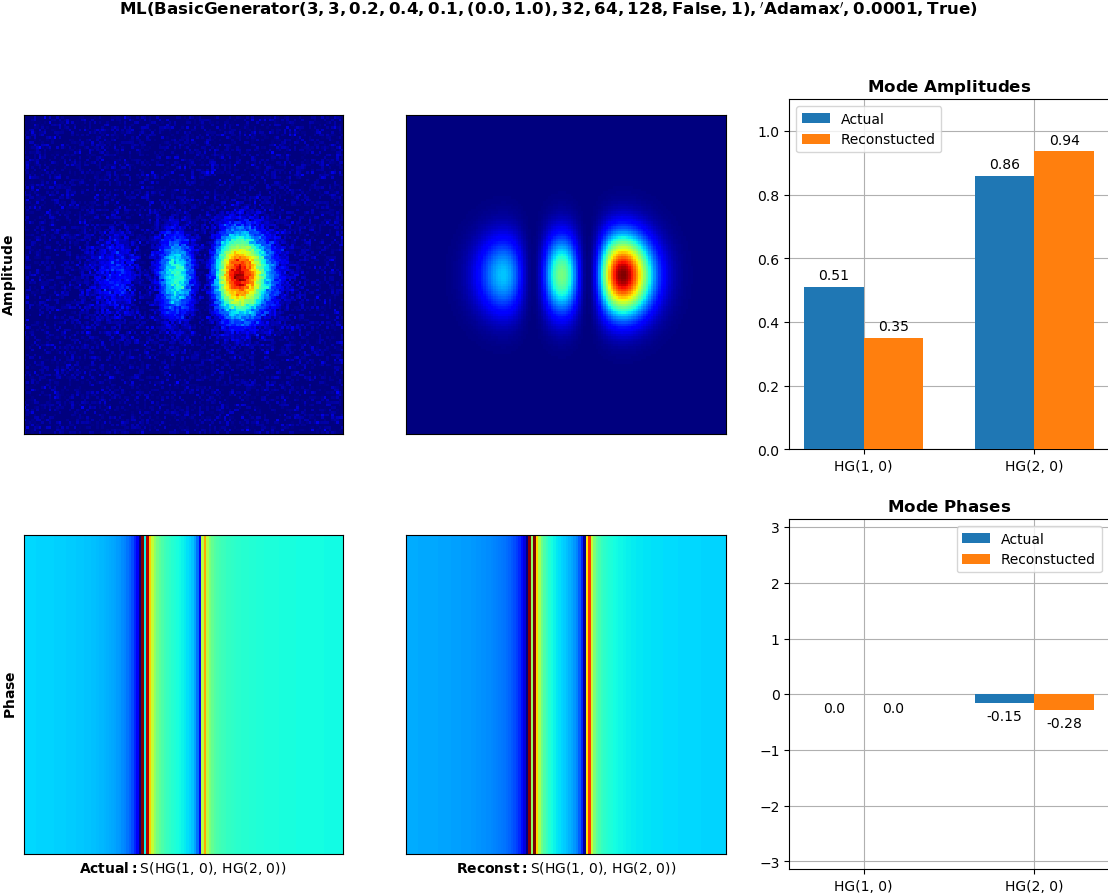 ML(BasicGenerator(3, 3, 0.2, 0.4, 0.1, (0.0, 1.0), 32, 64, 128, False, 1), ′Adamax′, 0.0001, True)
Amplitude
Mode Amplitudes
Actual
Reconstucted
1.0
0.8
0.6
0.4
0.2
0.0
0.51
0.35
0.86
0.94
HG(1, 0)
HG(2, 0)
Phase
Actual: S(HG(1, 0), HG(2, 0))
Reconst: S(HG(1, 0), HG(2, 0))
Mode Phases
Actual
Reconstucted
3
2
1
0
−1
−2
−3
0.0
0.0
-0.15
-0.28
HG(1, 0)
HG(2, 0)